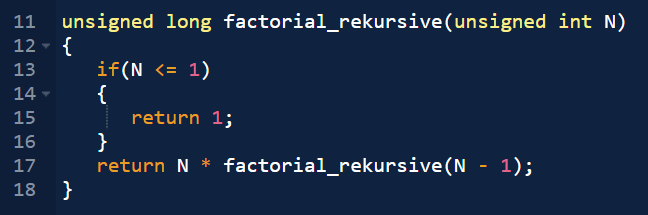 11 unsigned long factorial_rekursive(unsigned int N)
12 {
13 if(N <= 1)
14 {
15 return 1;
16 }
17 return N * factorial_rekursive(N - 1);
18 }